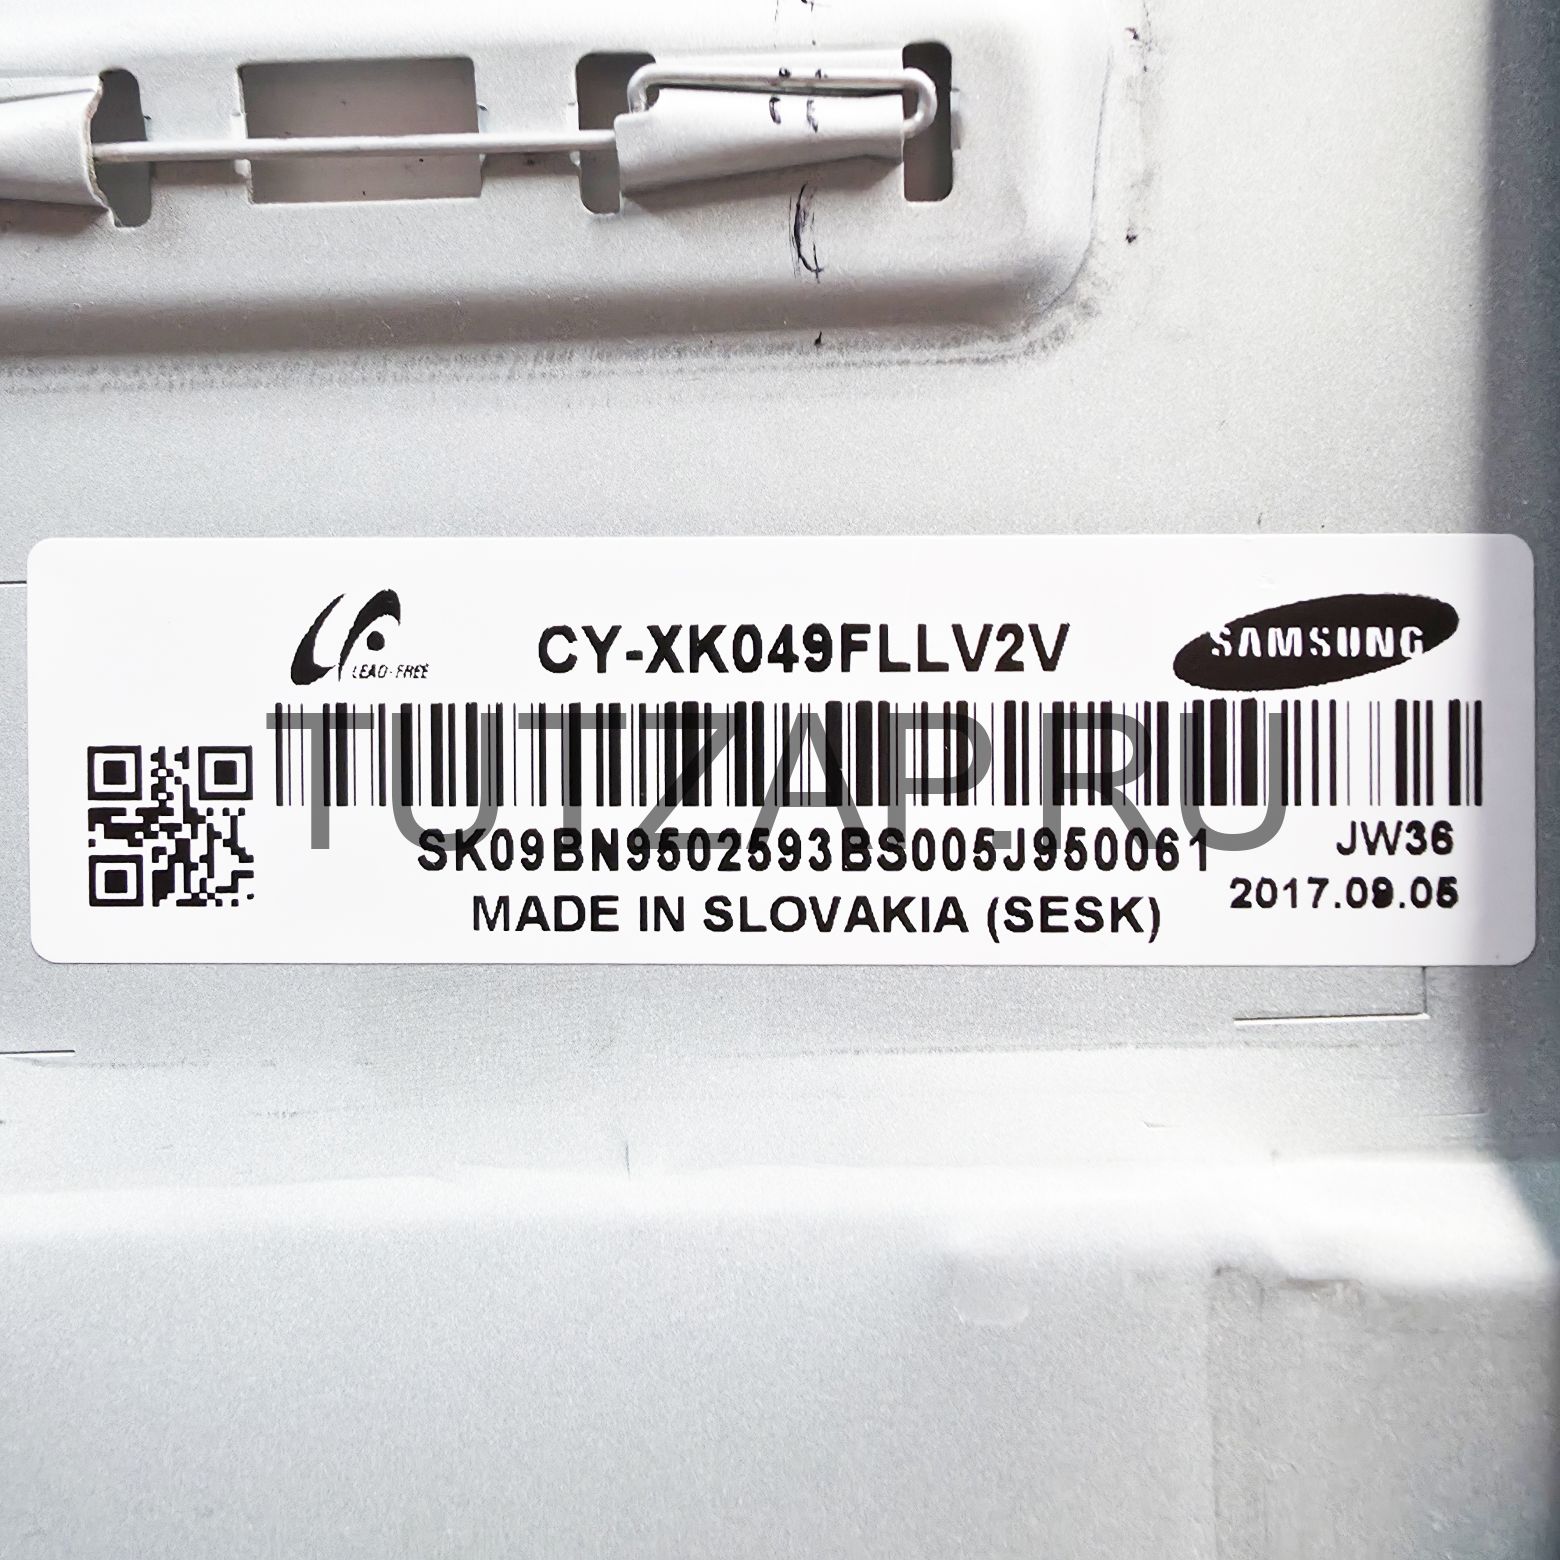 LEAD-FREE
CY-XK049FLLV2V
SAMSUNG
TUTZAP.RU
SK09BN9502593BS005J950061
JW36
MADE IN SLOVAKIA (SESK)
2017.09.05